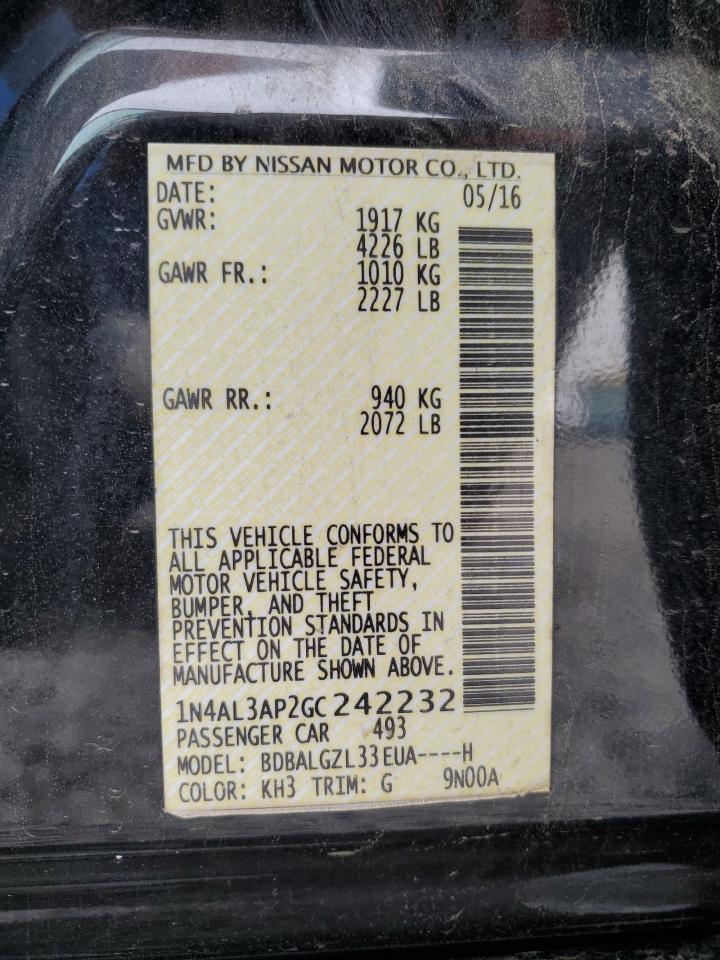 MFD BY NISSAN MOTOR CO., LTD.
DATE: 05/16
GVWR: 1917 KG
4226 LB
GAWR FR.: 1010 KG
2227 LB
GAWR RR.: 940 KG
2072 LB
THIS VEHICLE CONFORMS TO
ALL APPLICABLE FEDERAL
MOTOR VEHICLE SAFETY,
BUMPER, AND THEFT
PREVENTION STANDARDS IN
EFFECT ON THE DATE OF
MANUFACTURE SHOWN ABOVE.
1N4AL3AP2GC242232
PASSENGER CAR 493
MODEL: BDBALGZL33EUA----H
COLOR: KH3 TRIM: G 9N00A